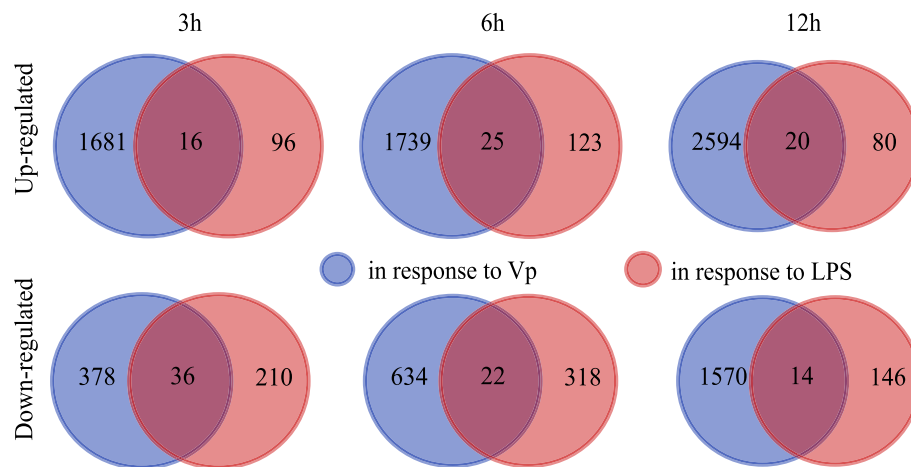 3h 6h 12h
Up-regulated
1681 16 96 1739 25 123 2594 20 80
in response to Vp in response to LPS
Down-regulated
378 36 210 634 22 318 1570 14 146